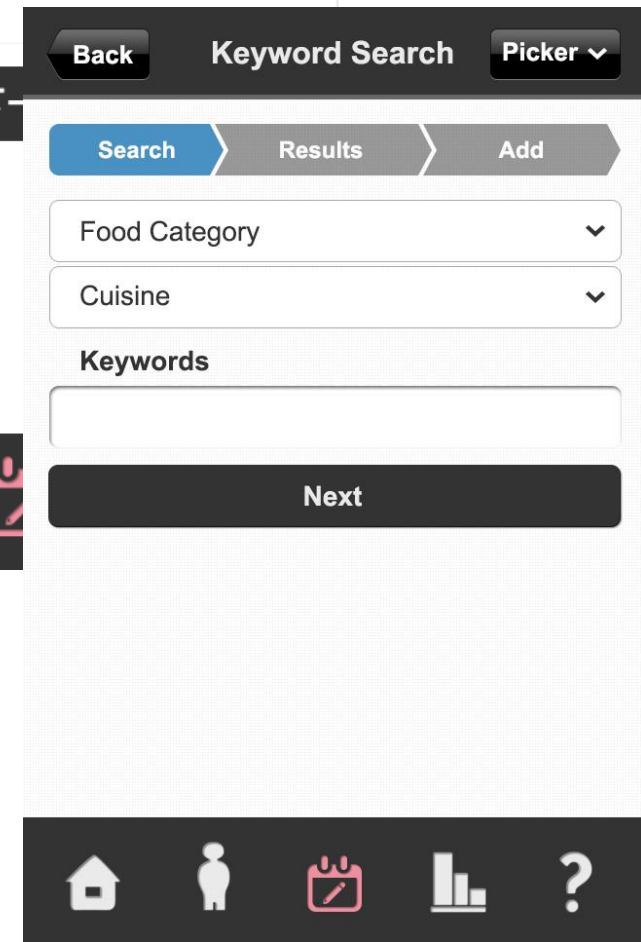 Back
Keyword Search
Picker
Search
Results
Add
Food Category
Cuisine
Keywords
Next